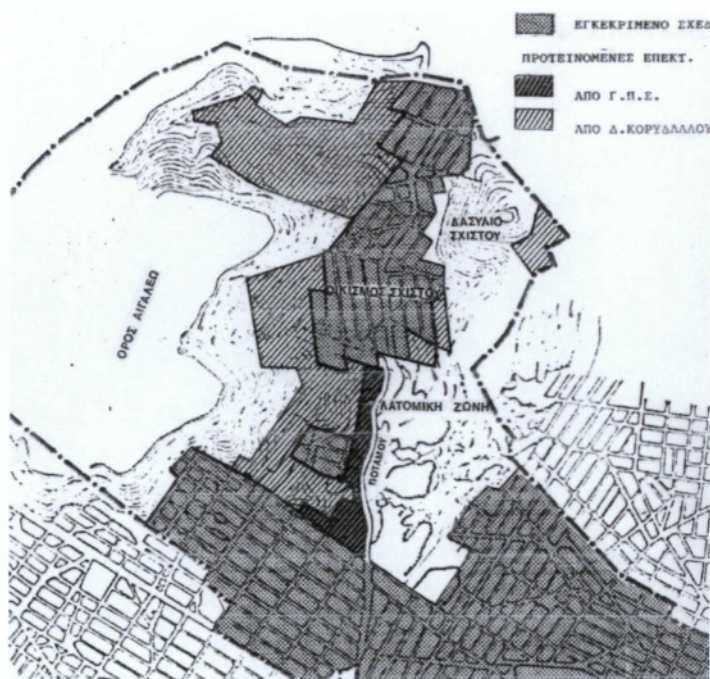 ΕΓΚΕΚΡΙΜΕΝΟ ΣΧΕΔ
ΠΡΟΤΕΙΝΟΜΕΝΕΣ ΕΠΕΚΤ.
ΑΠΟ Γ.Π.Σ.
ΑΠΟ Δ.ΚΟΡΥΔΑΛΛΟΥ
ΔΑΣΥΛΙΟ
ΣΧΙΣΤΟΥ
ΟΙΚΙΣΜΟΣ ΣΧΙΣΤΟΥ
ΟΡΟΣ ΑΙΓΑΛΕΩ
ΛΑΤΟΜΙΚΗ ΖΩΝΗ
ΠΟΤΑΜΟΥ